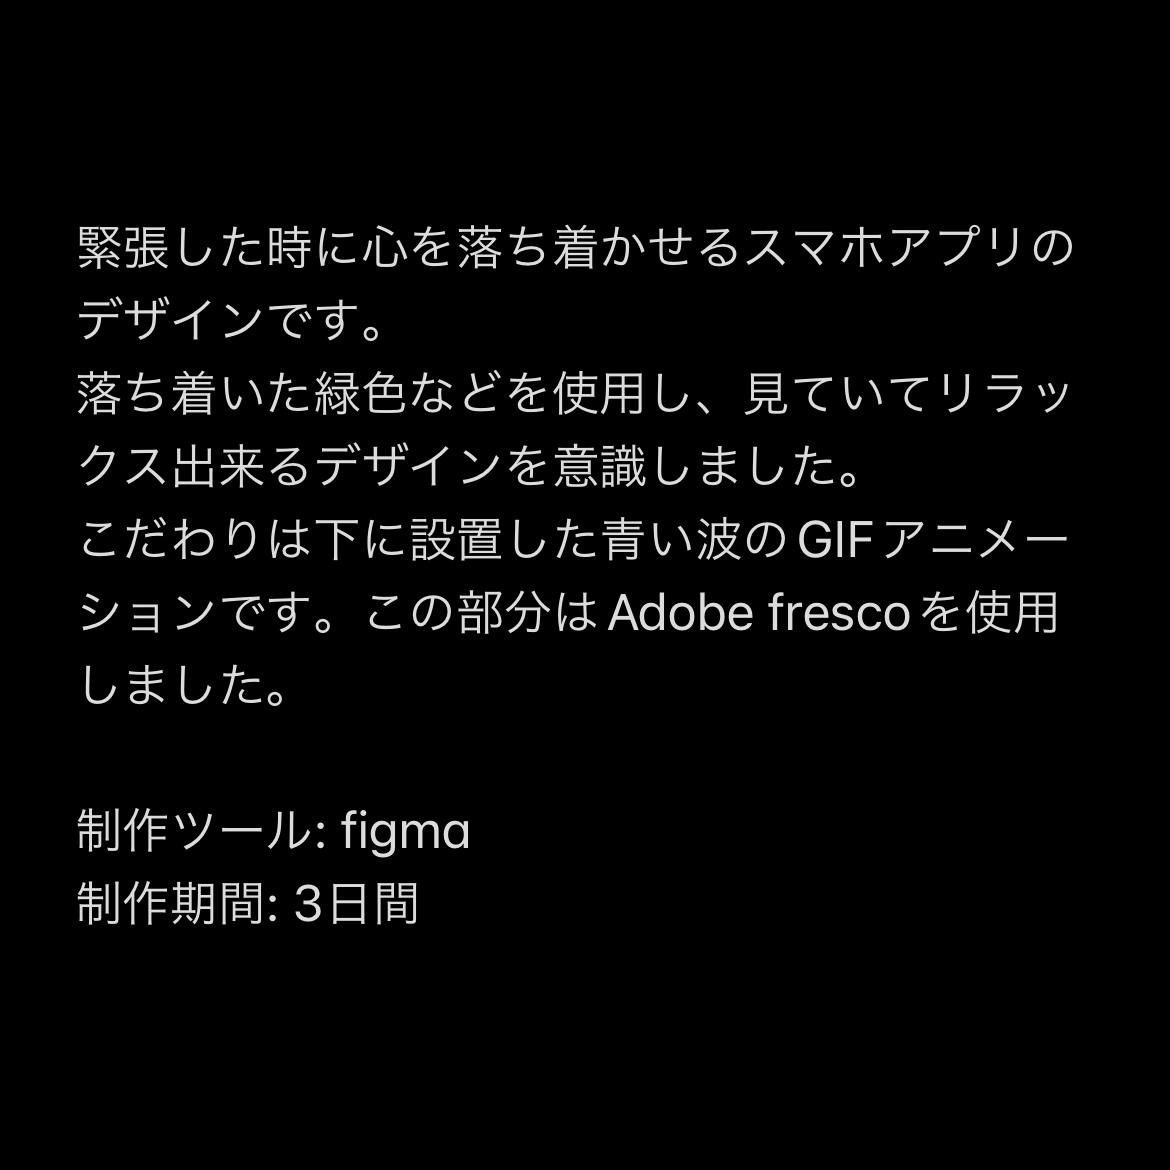 緊張した時に心を落ち着かせるスマホアプリの
デザインです。
落ち着いた緑色などを使用し、見ていてリラッ
クス出来るデザインを意識しました。
こだわりは下に設置した青い波のGIFアニメー
ションです。この部分はAdobe frescoを使用
しました。
制作ツール: figma
制作期間: 3日間